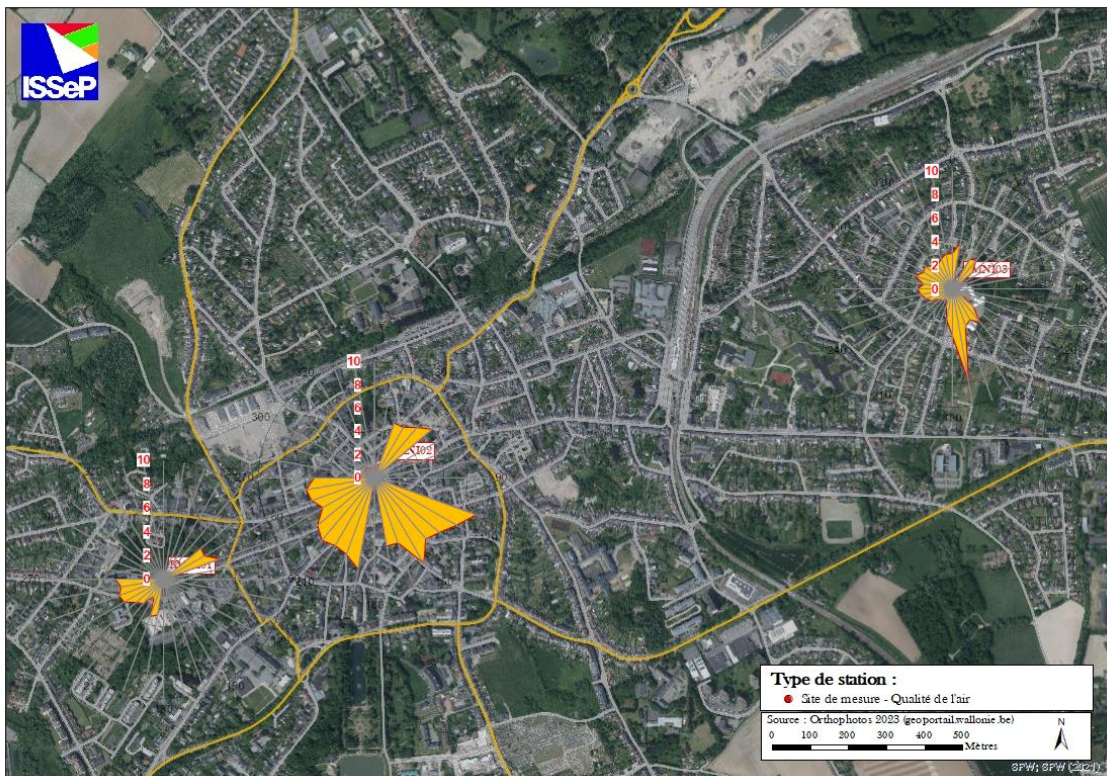 ISSeP
10
8
6
4
2
0
MNI03
10
8
6
4
2
0
300
10
8
6
4
2
0
Type de station :
Site de mesure - Qualité de l'air
Source : Orthophotos 2023 (geoportail.wallonie.be)
N
0 100 200 300 400 500
Mètres
SPW; SPW (2021)